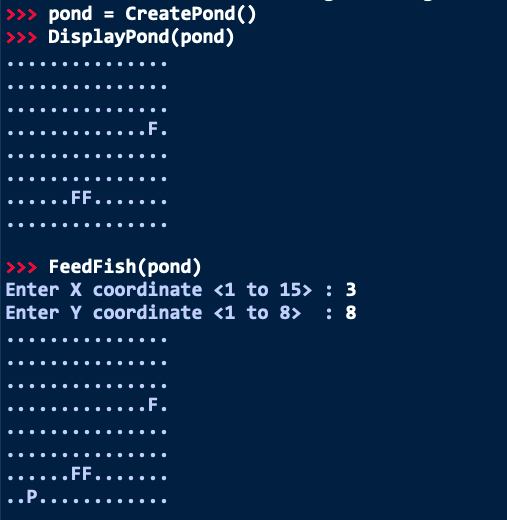 >>> pond = CreatePond()
>>> DisplayPond(pond)
...............
...............
...............
.............F.
...............
...............
......FF.......
...............
>>> FeedFish(pond)
Enter X coordinate <1 to 15> : 3
Enter Y coordinate <1 to 8>  : 8
...............
...............
...............
.............F.
...............
...............
......FF.......
..P............